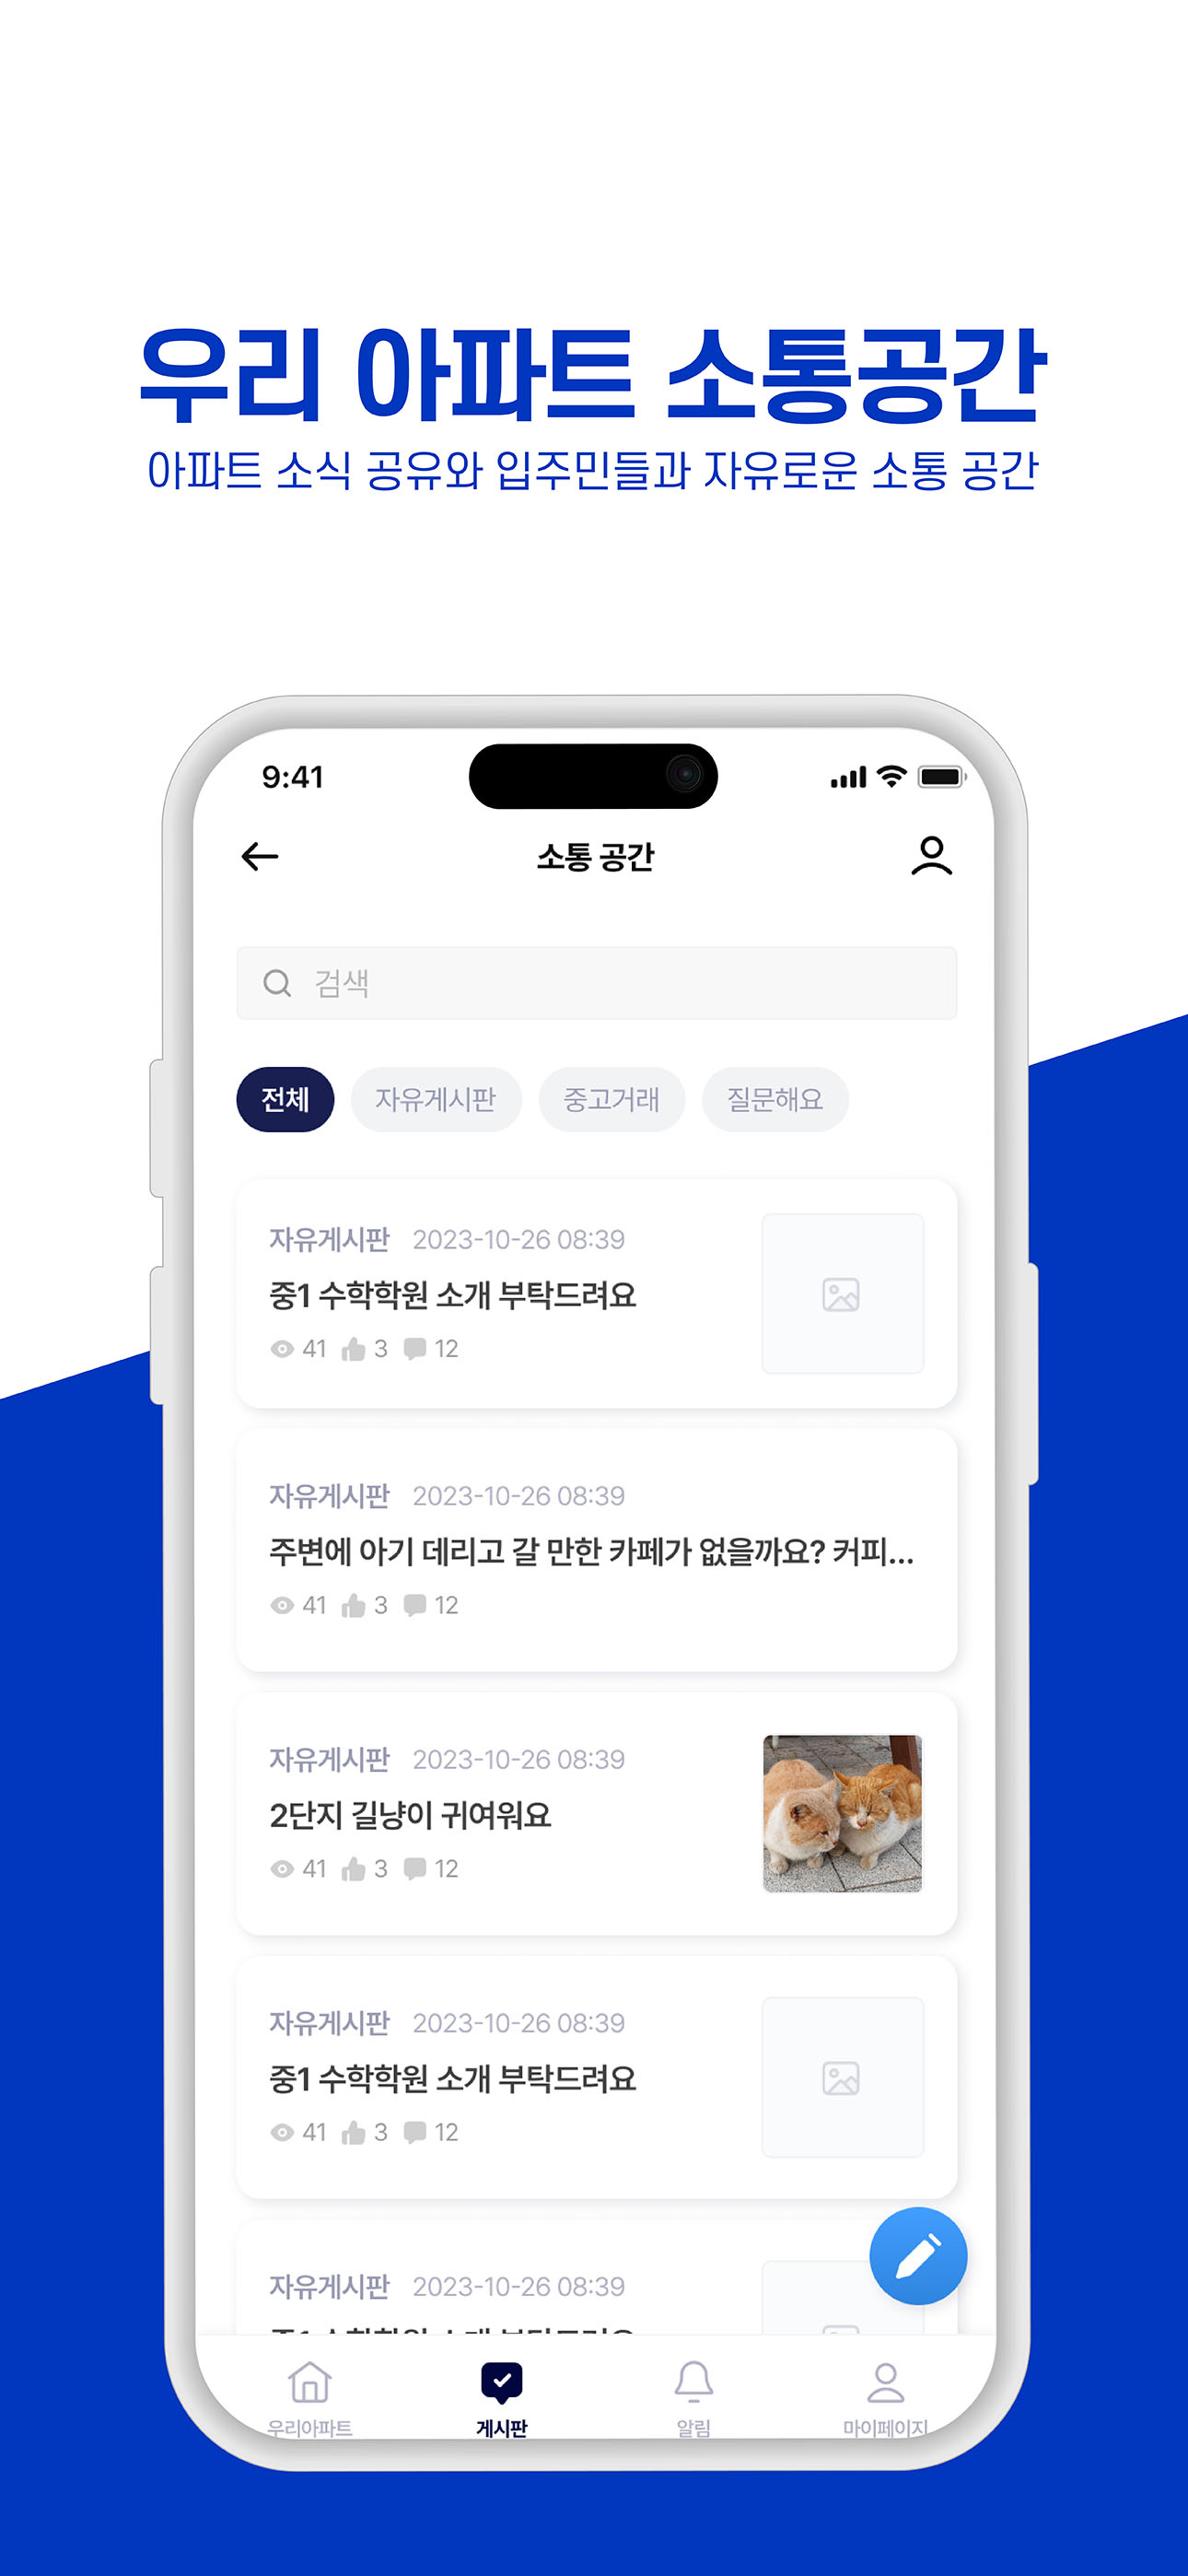 우리 아파트 소통공간
아파트 소식 공유와 입주민들과 자유로운 소통 공간
9:41
소통 공간
검색
전체 자유게시판 중고거래 질문해요
자유게시판 2023-10-26 08:39
중1 수학학원 소개 부탁드려요
41 3 12
자유게시판 2023-10-26 08:39
주변에 아기 데리고 갈 만한 카페가 없을까요? 커피...
41 3 12
자유게시판 2023-10-26 08:39
2단지 길냥이 귀여워요
41 3 12
자유게시판 2023-10-26 08:39
중1 수학학원 소개 부탁드려요
41 3 12
자유게시판 2023-10-26 08:39
우리아파트 게시판 알림 마이페이지